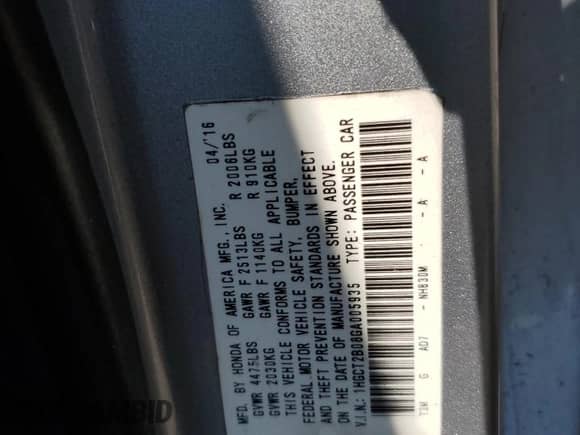 MFD. BY HONDA OF AMERICA MFG., INC. 04/'16
GVWR 4475LBS GAWR F 2513LBS R 2006LBS
GVWR 2030KG GAWR F 1140KG R 910KG
THIS VEHICLE CONFORMS TO ALL APPLICABLE
FEDERAL MOTOR VEHICLE SAFETY, BUMPER,
AND THEFT PREVENTION STANDARDS IN EFFECT
ON THE DATE OF MANUFACTURE SHOWN ABOVE.
V.I.N.: 1HGCT2B08GA005935 TYPE: PASSENGER CAR
T3M G AD7 - NH830M - A - A - A